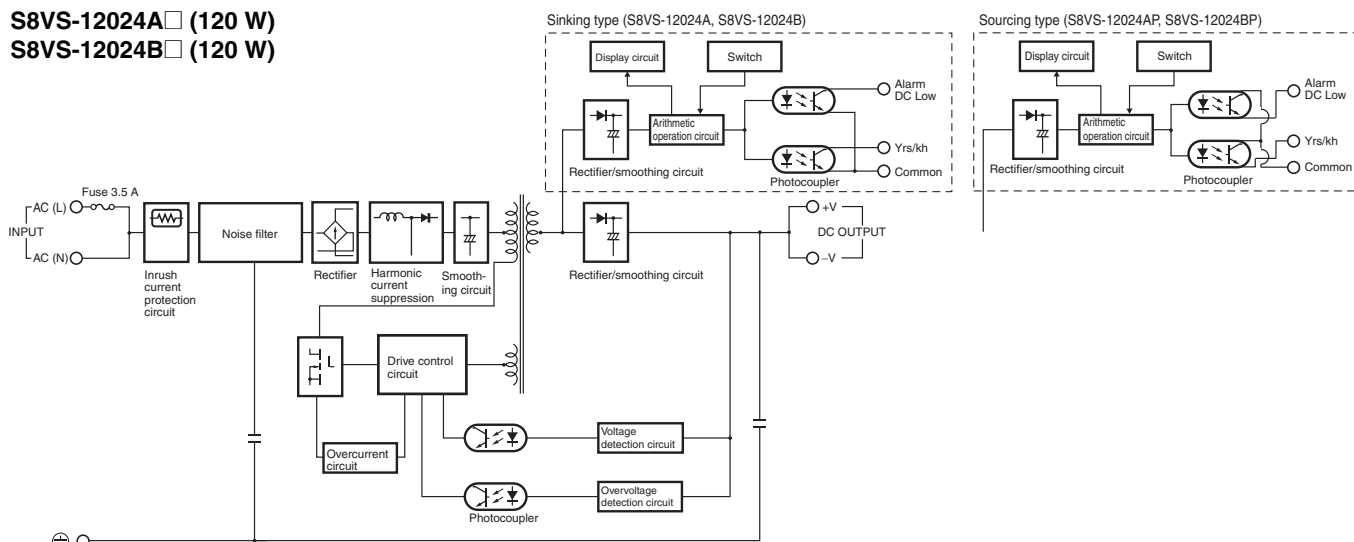 S8VS-12024A□ (120 W)
S8VS-12024B□ (120 W)
Sinking type (S8VS-12024A, S8VS-12024B)
Display circuit
Switch
Alarm
DC Low
Arithmetic
operation circuit
Yrs/kh
Rectifier/smoothing circuit
Common
Photocoupler
Sourcing type (S8VS-12024AP, S8VS-12024BP)
Display circuit
Switch
Alarm
DC Low
Arithmetic
operation circuit
Yrs/kh
Rectifier/smoothing circuit
Common
Photocoupler
Fuse 3.5 A
AC (L)
INPUT
AC (N)
Noise filter
Inrush
current
protection
circuit
Rectifier
Harmonic
current
suppression
Smooth-
ing circuit
Rectifier/smoothing circuit
+V
DC OUTPUT
–V
Drive control
circuit
Overcurrent
circuit
Voltage
detection circuit
Overvoltage
detection circuit
Photocoupler